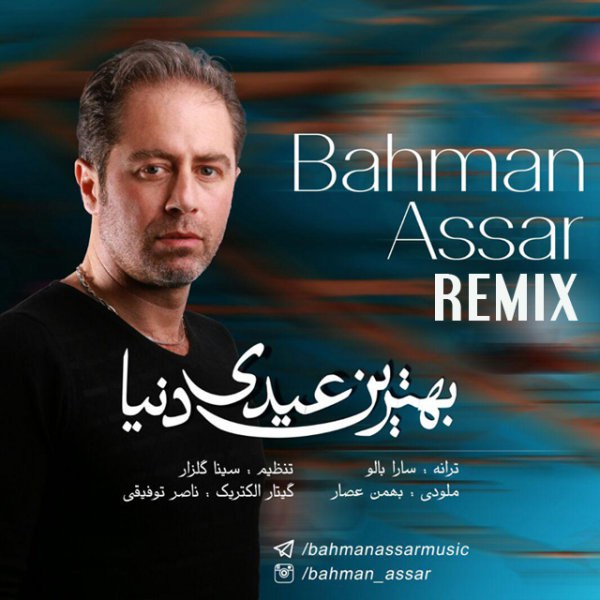 Bahman
Assar
REMIX
بهترین عیدی دنیا
ترانه : سارا بالو
تنظیم : سینا گلزار
ملودی : بهمن عصار
گیتار الکتریک : ناصر توفیقی
/bahmanassarmusic
/bahman_assar